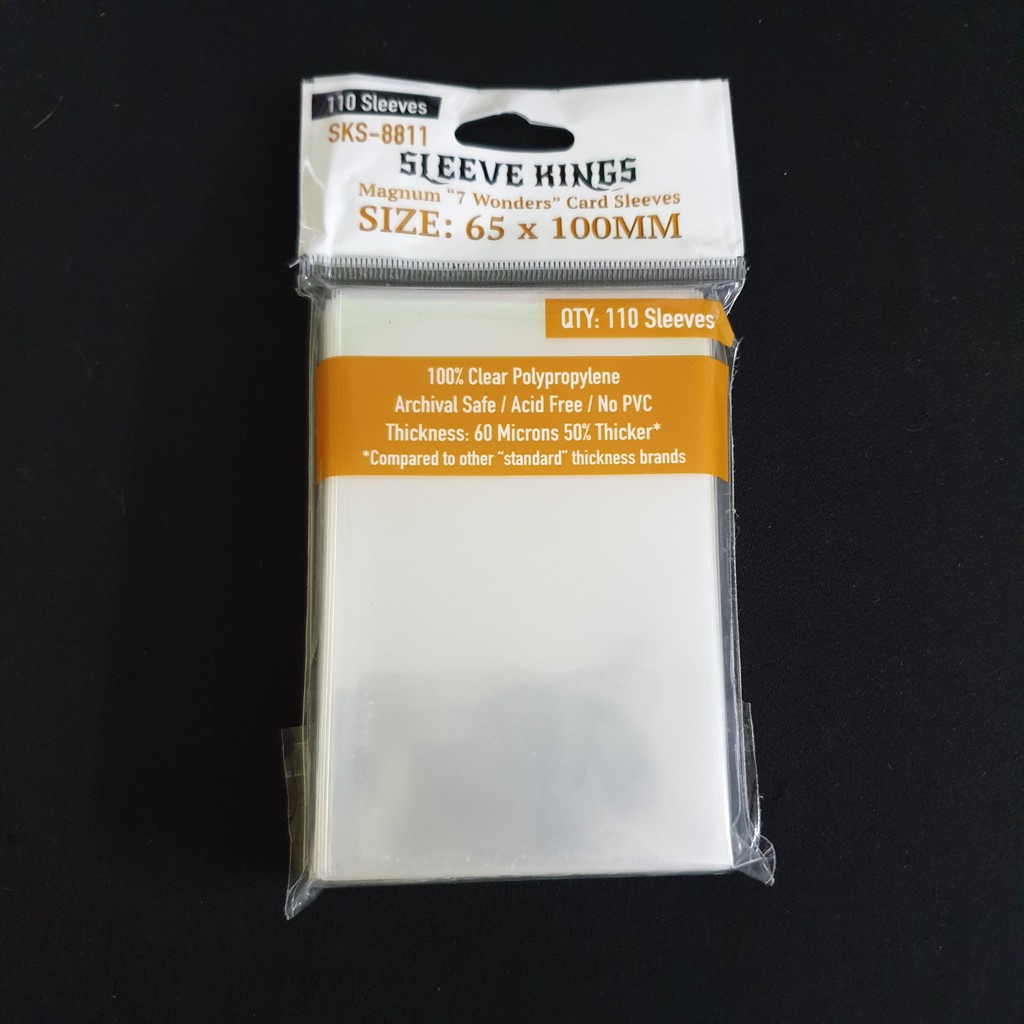 110 Sleeves
SKS-8811
SLEEVE KINGS
Magnum “7 Wonders” Card Sleeves
SIZE: 65 x 100MM
QTY: 110 Sleeves
100% Clear Polypropylene
Archival Safe / Acid Free / No PVC
Thickness: 60 Microns 50% Thicker*
*Compared to other “standard” thickness brands